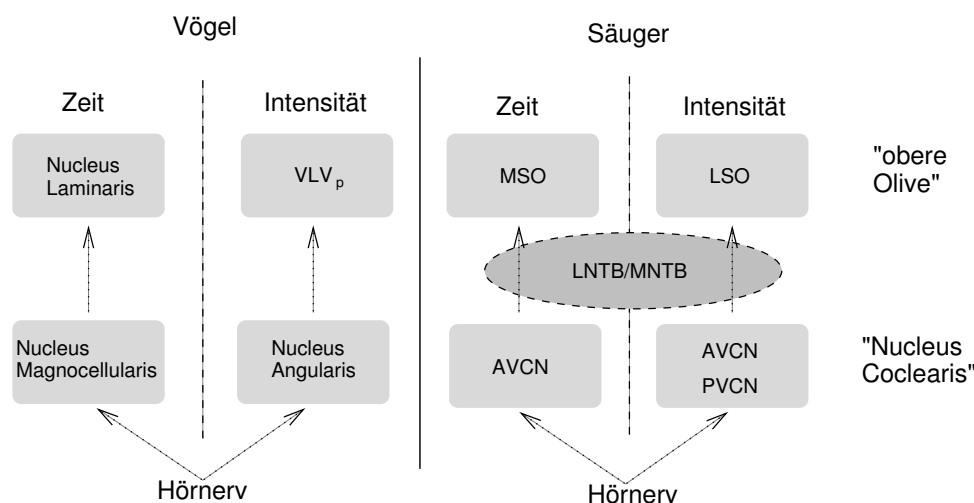 Vögel
Säuger
Zeit
Intensität
Zeit
Intensität
Nucleus
Laminaris
VLVp
MSO
LSO
"obere
Olive"
LNTB/MNTB
Nucleus
Magnocellularis
Nucleus
Angularis
AVCN
AVCN
PVCN
"Nucleus
Coclearis"
Hörnerv
Hörnerv